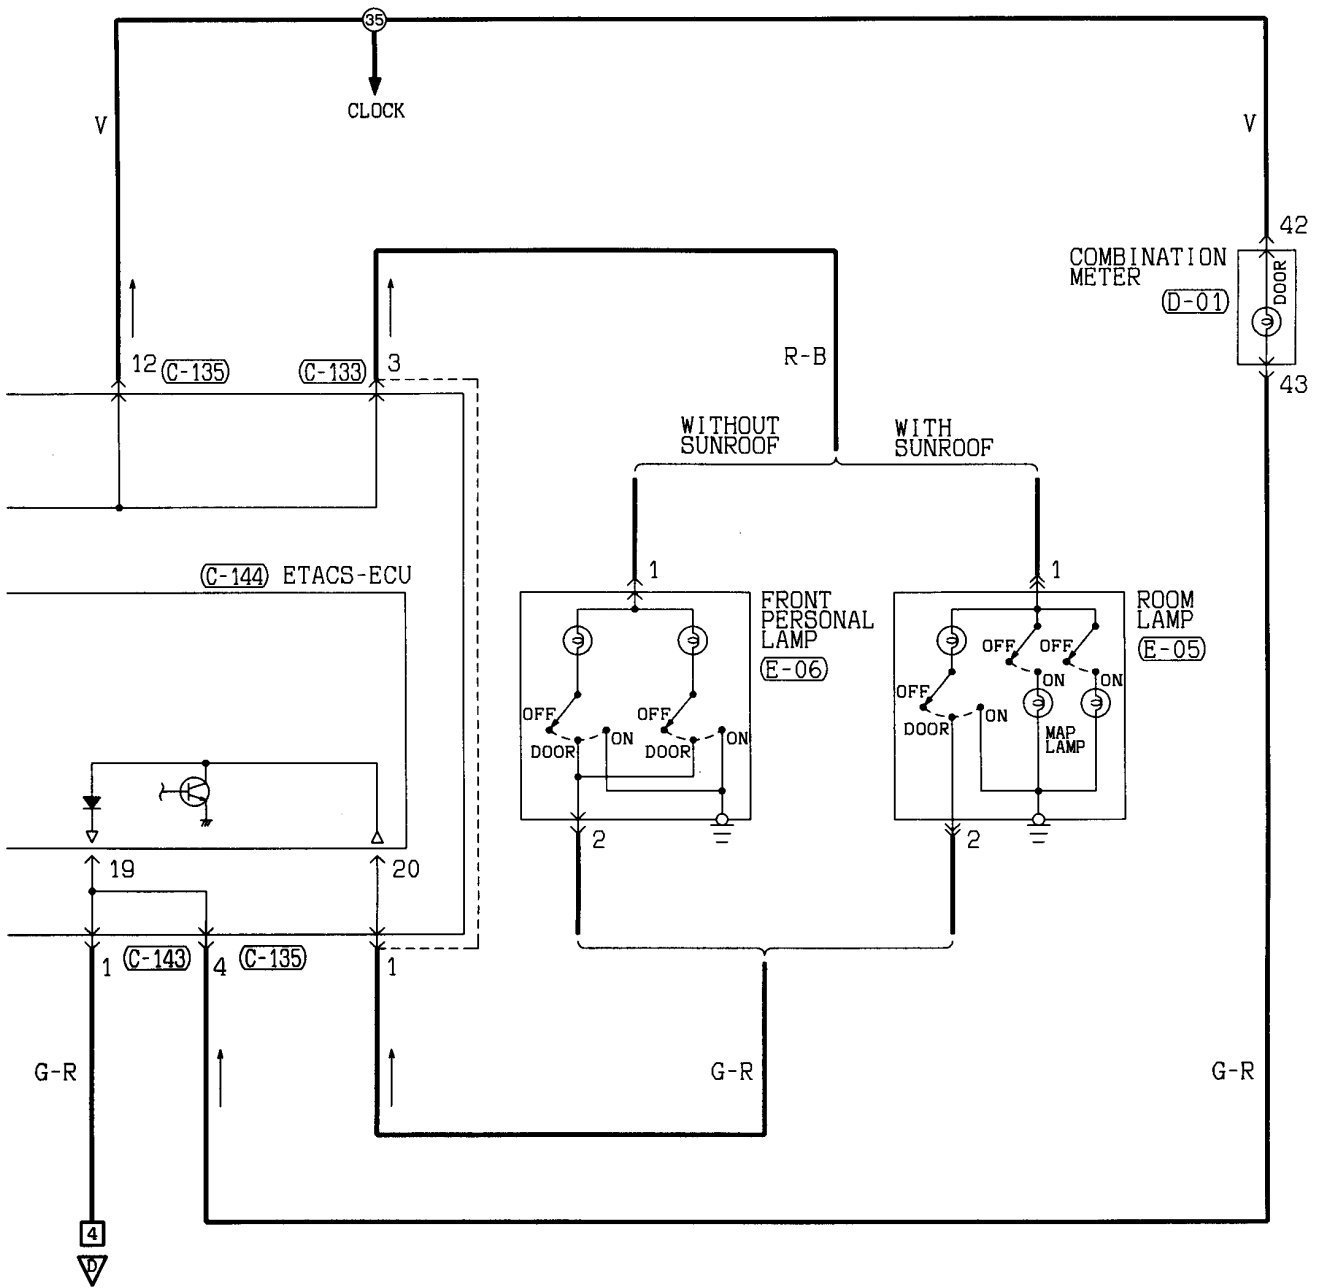 35
CLOCK
V
V
42
COMBINATION
METER
D-01
DOOR
43
12
C-135
C-133
3
R-B
WITHOUT
SUNROOF
WITH
SUNROOF
C-144 ETACS-ECU
1
FRONT
PERSONAL
LAMP
E-06
OFF
DOOR
ON
OFF
DOOR
ON
2
1
ROOM
LAMP
E-05
OFF
ON
OFF
ON
OFF
DOOR
ON
MAP
LAMP
2
19
20
1
C-143
4
C-135
1
G-R
G-R
G-R
4
D